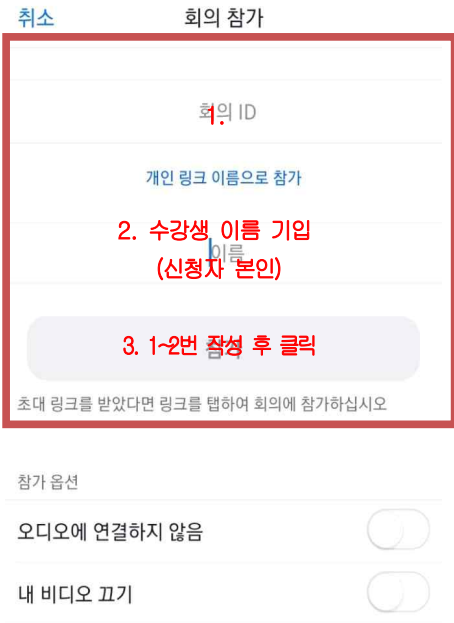 취소 회의 참가
회의 ID
1.
개인 링크 이름으로 참가
2. 수강생 이름 기입
이름
(신청자 본인)
3. 1~2번 작성 후 클릭
참가
초대 링크를 받았다면 링크를 탭하여 회의에 참가하십시오
참가 옵션
오디오에 연결하지 않음
내 비디오 끄기